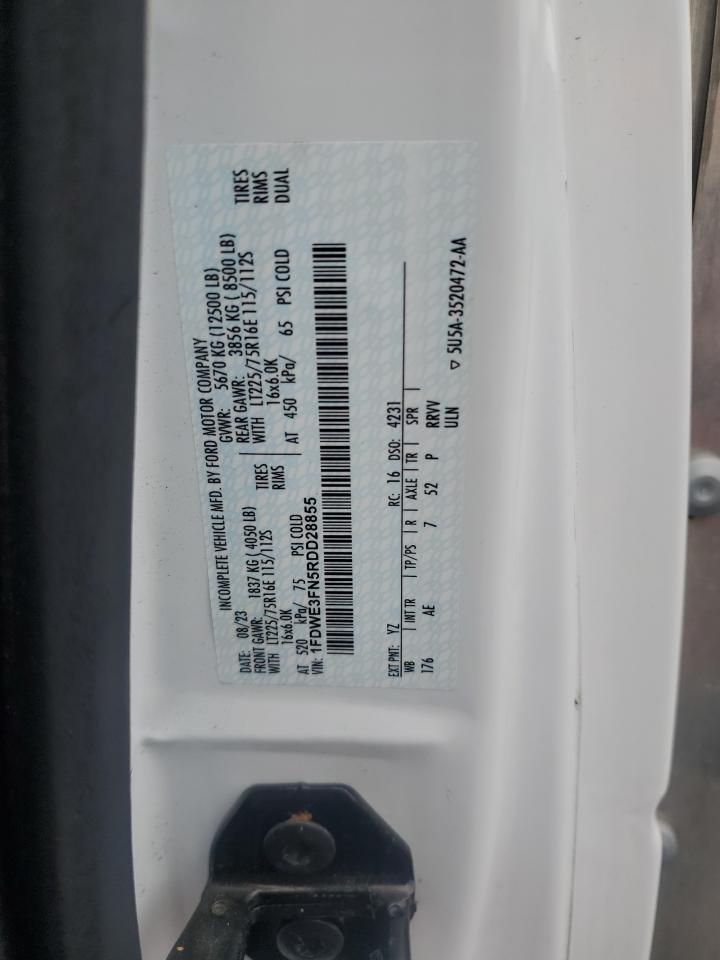 INCOMPLETE VEHICLE MFD. BY FORD MOTOR COMPANY
DATE: 08/23 GVWR: 5670 KG (12500 LB)
FRONT GAWR: 1837 KG ( 4050 LB) REAR GAWR: 3856 KG ( 8500 LB)
WITH LT225/75R16E 115/112S TIRES WITH LT225/75R16E 115/112S TIRES
16x6.0K RIMS 16x6.0K RIMS
AT 520 kPa/ 75 PSI COLD AT 450 kPa/ 65 PSI COLD DUAL
VIN: 1FDWE3FN5RDD28855
EXT PNT: YZ RC: 16 DSO: 4231
WB INT TR TP/PS R AXLE TR SPR
176 AE 7 52 P RRVV
ULN
▽ 5U5A-3520472-AA